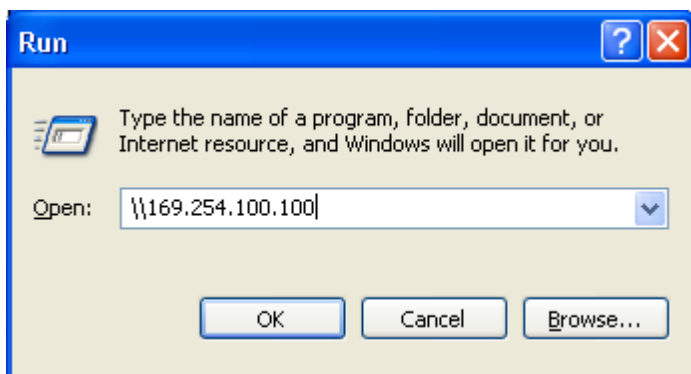 Run
Type the name of a program, folder, document, or
Internet resource, and Windows will open it for you.
Open: \\169.254.100.100
OK Cancel Browse...